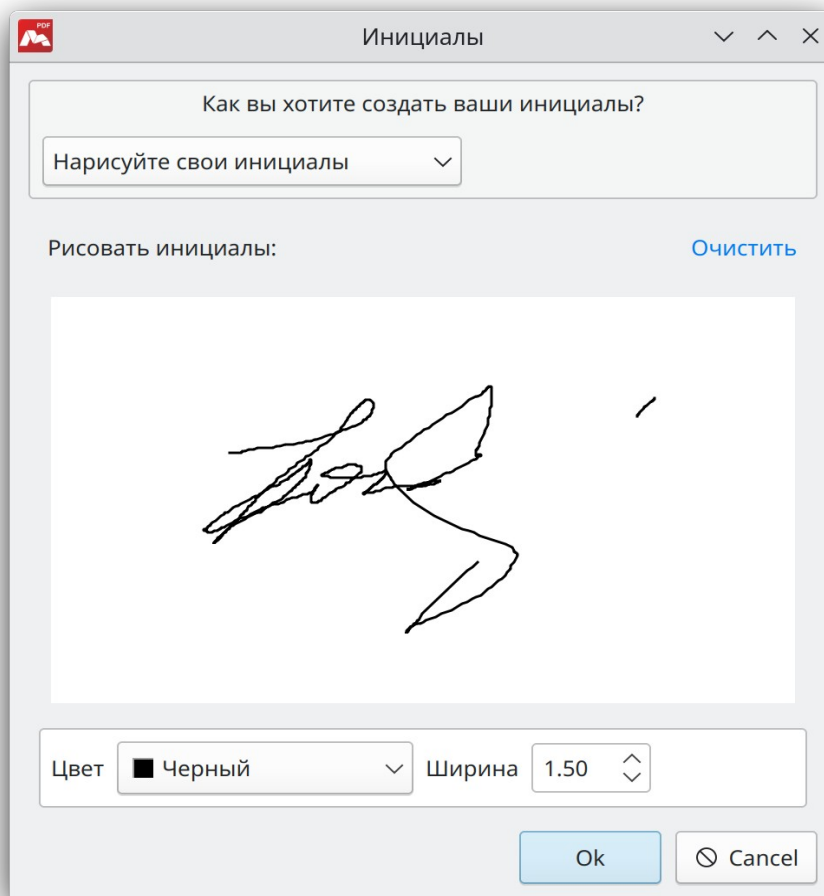 PDF
Инициалы
Как вы хотите создать ваши инициалы?
Нарисуйте свои инициалы
Рисовать инициалы:
Очистить
Цвет
Черный
Ширина
1.50
Ok
Cancel